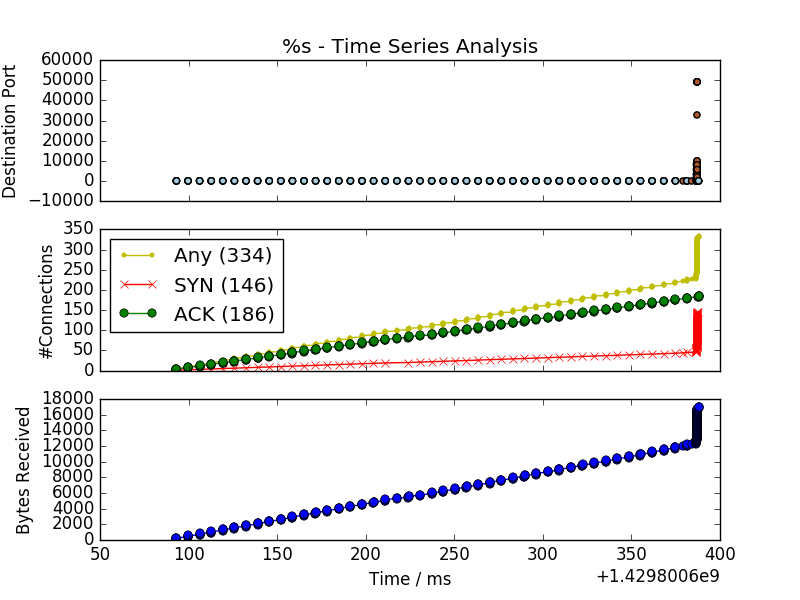 %s - Time Series Analysis
60000
50000
40000
30000
20000
10000
0
−10000
Destination Port
350
300
250
200
150
100
50
0
#Connections
Any (334)
SYN (146)
ACK (186)
18000
16000
14000
12000
10000
8000
6000
4000
2000
0
Bytes Received
50 100 150 200 250 300 350 400
Time / ms
+1.4298006e9